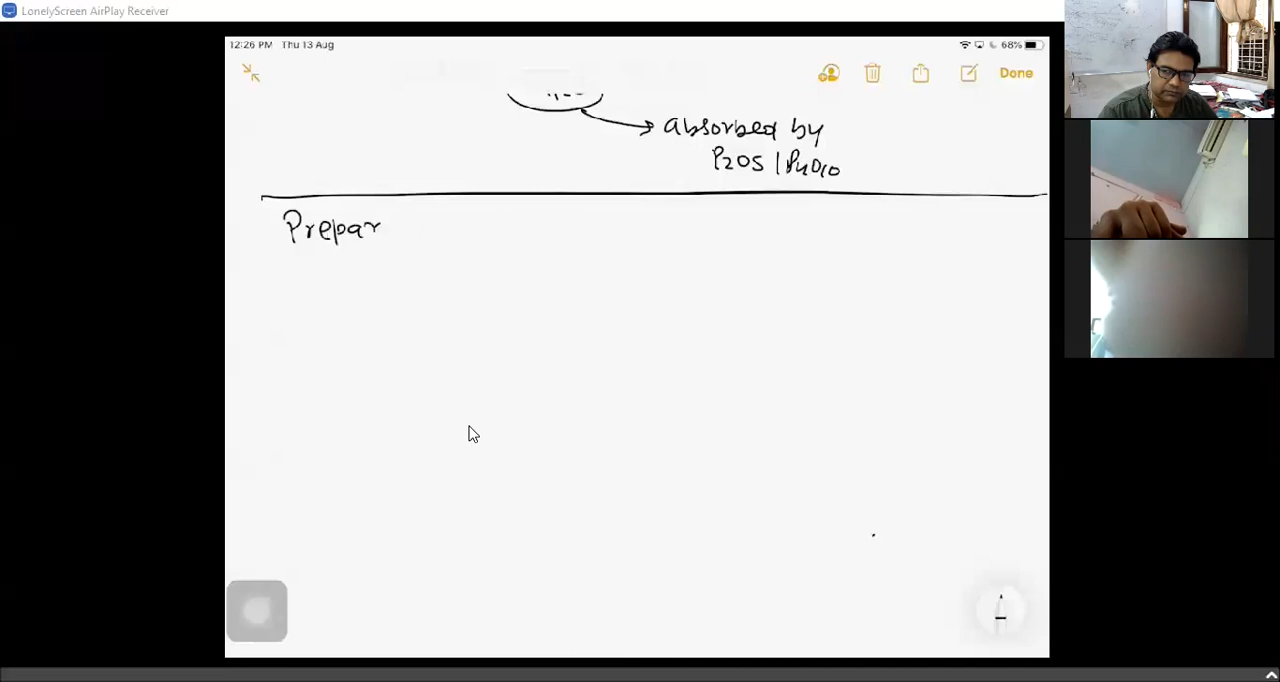 LonelyScreen AirPlay Receiver
12:26 PM Thu 13 Aug
68%
Done
absorbed by
P2O5 | P4O10
Prepar